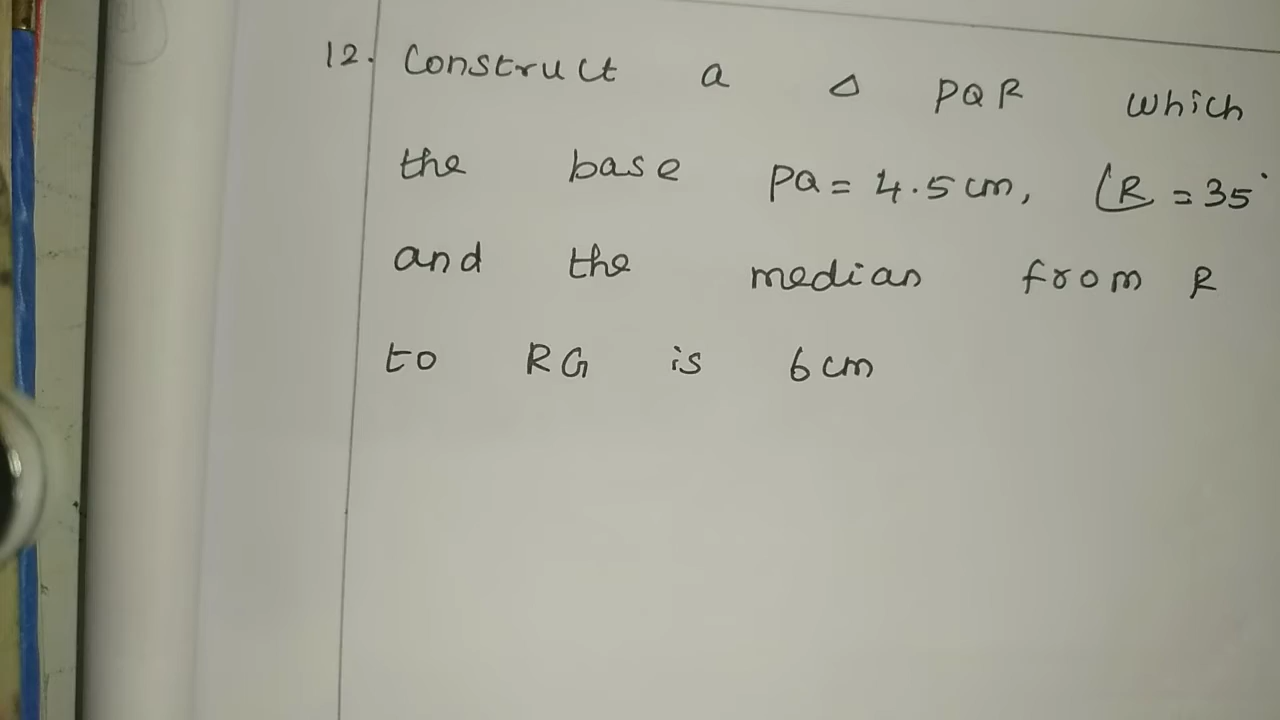 12. Construct a △ PQR which
the base PQ = 4.5 cm, ∠R = 35°
and the median from R
to RG is 6 cm